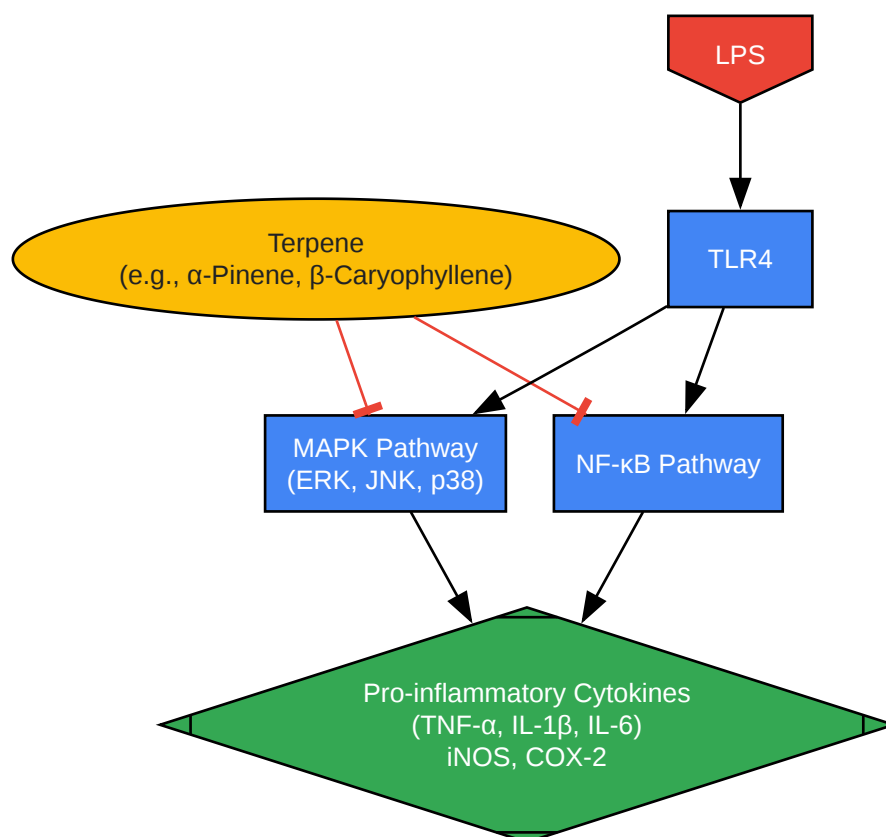 LPS
Terpene
(e.g., α-Pinene, β-Caryophyllene)
TLR4
MAPK Pathway
(ERK, JNK, p38)
NF-κB Pathway
Pro-inflammatory Cytokines
(TNF-α, IL-1β, IL-6)
iNOS, COX-2